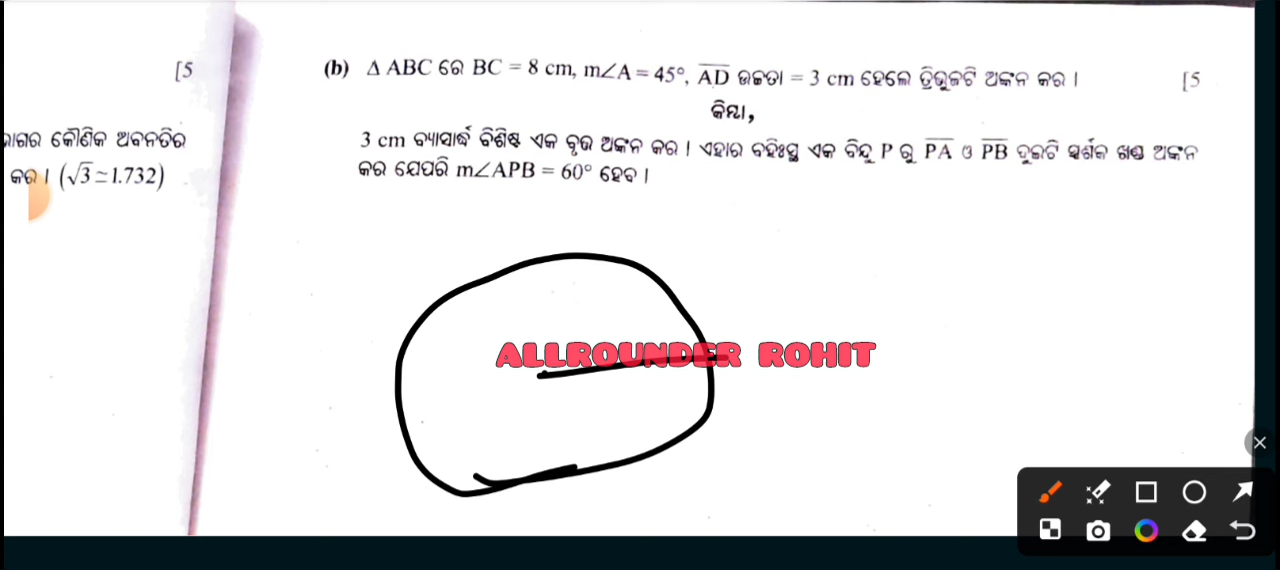 [5
(b) Δ ABC ରେ BC = 8 cm, m∠A = 45°, AD ଉଚ୍ଚତା = 3 cm ହେଲେ ତ୍ରିଭୁଜଟି ଅଙ୍କନ କର । [5
କିମ୍ବା,
କୌଣିକ ଅବନତିର
3 cm ବ୍ୟାସାର୍ଦ୍ଧ ବିଶିଷ୍ଟ ଏକ ବୃତ୍ତ ଅଙ୍କନ କର । ଏହାର ବହିଃସ୍ଥ ଏକ ବିନ୍ଦୁ P ରୁ PA ଓ PB ଦୁଇଟି ସ୍ପର୍ଶକ ଖଣ୍ଡ ଅଙ୍କନ
କର । (√3 ≃ 1.732)
କର ଯେପରି m∠APB = 60° ହେବ ।
ALLROUNDER ROHIT